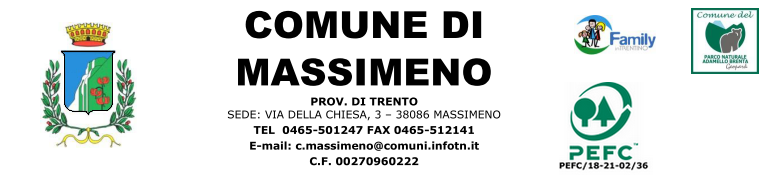 COMUNE DI
MASSIMENO
PROV. DI TRENTO
SEDE: VIA DELLA CHIESA, 3 – 38086 MASSIMENO
TEL 0465-501247 FAX 0465-512141
E-mail: c.massimeno@comuni.infotn.it
C.F. 00270960222
Family
in TRENTINO
Comune del
PARCO NATURALE
ADAMELLO BRENTA
Geopark
PEFC™
PEFC/18-21-02/36